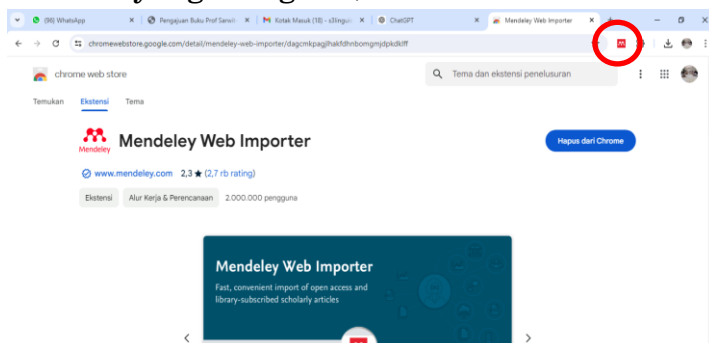 (96) WhatsApp
Pengajuan Buku Prof Sarwin
Kotak Masuk (18) - s3lingui
ChatGPT
Mendeley Web Importer
chromewebstore.google.com/detail/mendeley-web-importer/dagcmkpagjlhakfdhnbomgmjdpkdklff
chrome web store
Tema dan ekstensi penelusuran
Temukan
Ekstensi
Tema
Mendeley
Mendeley Web Importer
Hapus dari Chrome
www.mendeley.com 2,3 ★ (2,7 rb rating)
Ekstensi
Alur Kerja & Perencanaan
2.000.000 pengguna
Mendeley Web Importer
Fast, convenient import of open access and
library-subscribed scholarly articles